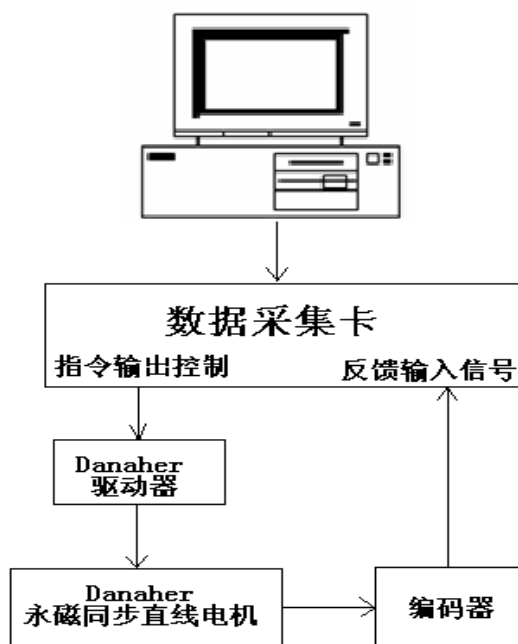 数据采集卡
指令输出控制
反馈输入信号
Danaher
驱动器
Danaher
永磁同步直线电机
编码器